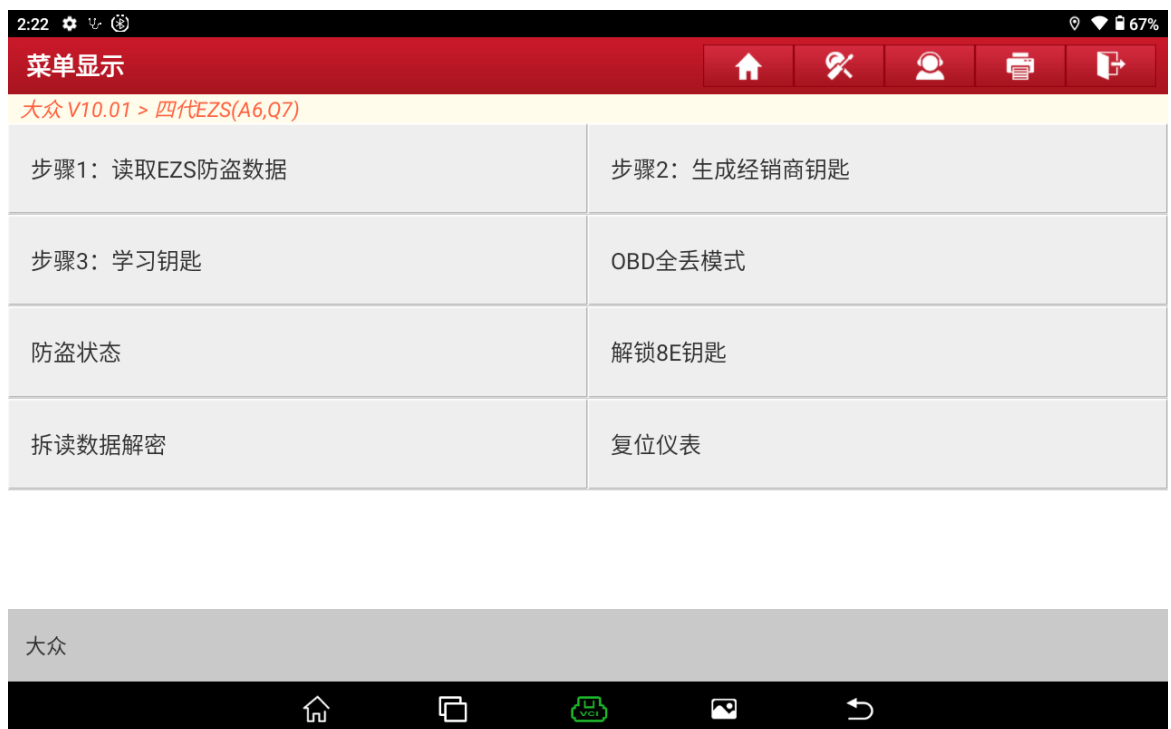 2:22
67%
菜单显示
大众 V10.01 > 四代EZS(A6,Q7)
步骤1：读取EZS防盗数据
步骤2：生成经销商钥匙
步骤3：学习钥匙
OBD全丢模式
防盗状态
解锁8E钥匙
拆读数据解密
复位仪表
大众
VCI